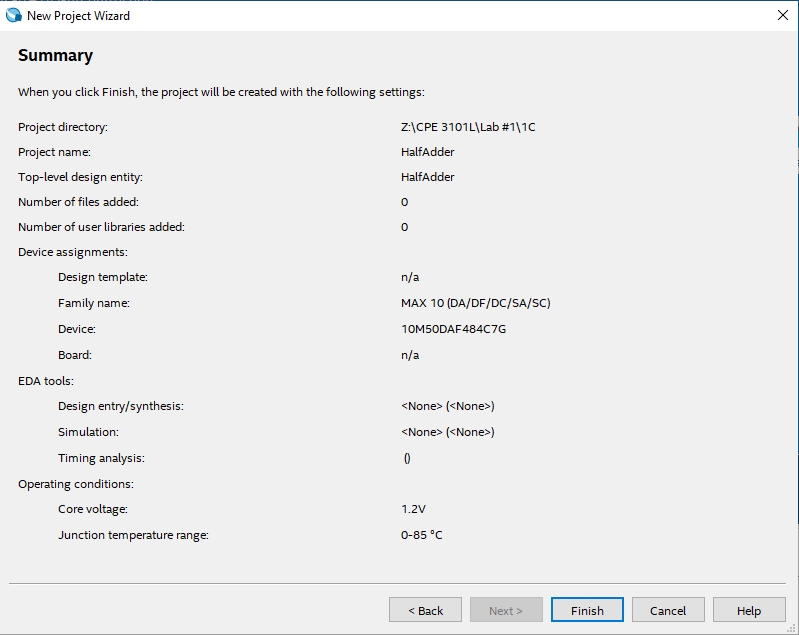 New Project Wizard
Summary
When you click Finish, the project will be created with the following settings:
Project directory: Z:\CPE 3101L\Lab #1\1C
Project name: HalfAdder
Top-level design entity: HalfAdder
Number of files added: 0
Number of user libraries added: 0
Device assignments:
Design template: n/a
Family name: MAX 10 (DA/DF/DC/SA/SC)
Device: 10M50DAF484C7G
Board: n/a
EDA tools:
Design entry/synthesis: <None> (<None>)
Simulation: <None> (<None>)
Timing analysis: ()
Operating conditions:
Core voltage: 1.2V
Junction temperature range: 0-85 °C
< Back Next > Finish Cancel Help